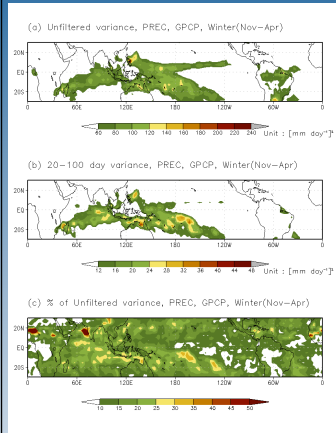 (a) Unfiltered variance, PREC, GPCP, Winter(Nov–Apr)
20N
EQ
20S
0 60E 120E 180 120W 60W 0
60 80 100 120 140 160 180 200 220 240 Unit : [mm day⁻¹]²
(b) 20–100 day variance, PREC, GPCP, Winter(Nov–Apr)
20N
EQ
20S
0 60E 120E 180 120W 60W 0
12 16 20 24 28 32 36 40 44 48 Unit : [mm day⁻¹]²
(c) % of Unfiltered variance, PREC, GPCP, Winter(Nov–Apr)
20N
EQ
20S
0 60E 120E 180 120W 60W 0
10 15 20 25 30 35 40 45 50